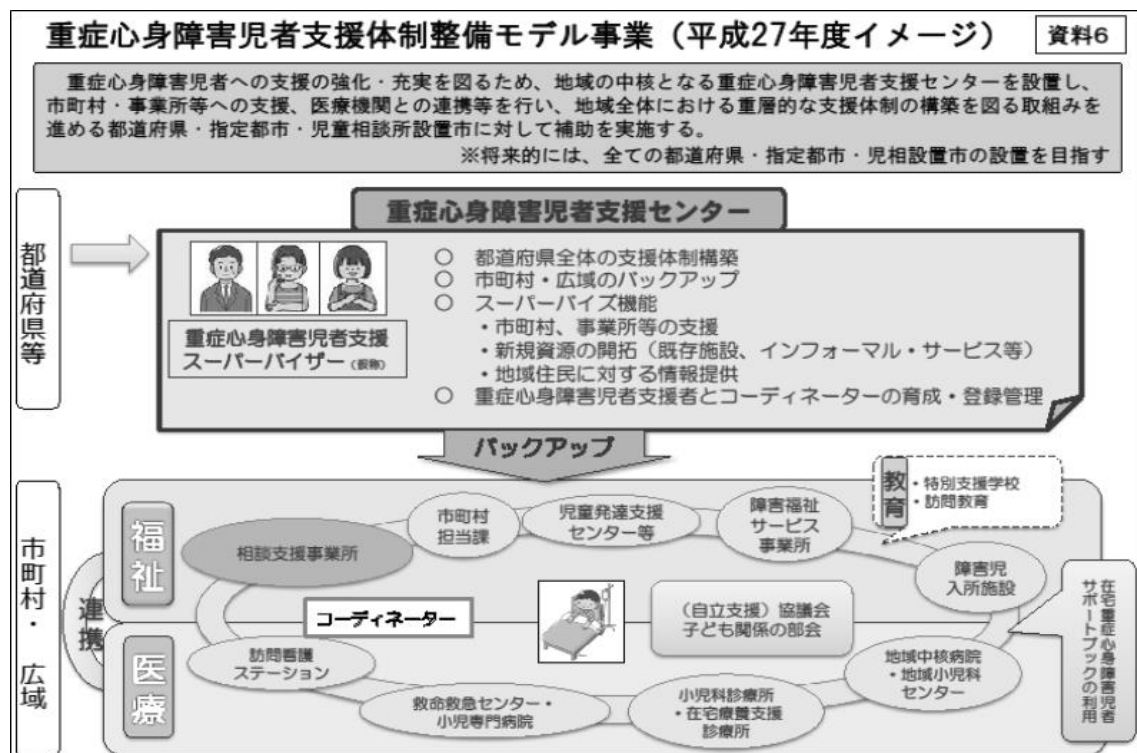 重症心身障害児者支援体制整備モデル事業（平成27年度イメージ）
資料6
重症心身障害児者への支援の強化・充実を図るため、地域の中核となる重症心身障害児者支援センターを設置し、
市町村・事業所等への支援、医療機関との連携等を行い、地域全体における重層的な支援体制の構築を図る取組みを
進める都道府県・指定都市・児童相談所設置市に対して補助を実施する。
※将来的には、全ての都道府県・指定都市・児相設置市の設置を目指す
都道府県等
重症心身障害児者支援センター
重症心身障害児者支援
スーパーバイザー（仮称）
○ 都道府県全体の支援体制構築
○ 市町村・広域のバックアップ
○ スーパーバイズ機能
・市町村、事業所等の支援
・新規資源の開拓（既存施設、インフォーマル・サービス等）
・地域住民に対する情報提供
○ 重症心身障害児者支援者とコーディネーターの育成・登録管理
バックアップ
市町村・広域
連携
福祉
医療
相談支援事業所
市町村
担当課
児童発達支援
センター等
障害福祉
サービス
事業所
教育
・特別支援学校
・訪問教育
障害児
入所施設
コーディネーター
（自立支援）協議会
子ども関係の部会
在宅重症心身障害児者
サポートブックの利用
訪問看護
ステーション
救命救急センター・
小児専門病院
小児科診療所
・在宅療養支援
診療所
地域中核病院
・地域小児科
センター